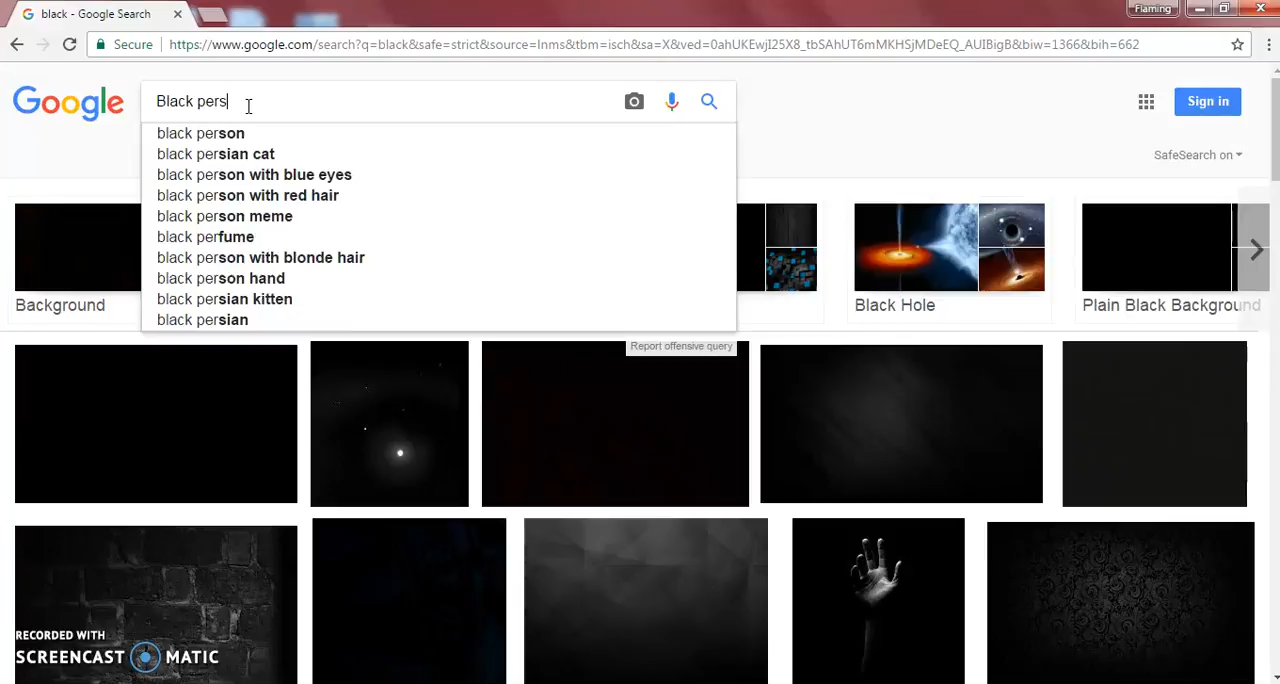 black - Google Search
Flaming
Secure
https://www.google.com/search?q=black&safe=strict&source=lnms&tbm=isch&sa=X&ved=0ahUKEwjI25X8_tbSAhUT6mMKHSjMDeEQ_AUIBigB&biw=1366&bih=662
Google
Black pers
Sign in
SafeSearch on
black person
black persian cat
black person with blue eyes
black person with red hair
black person meme
black perfume
black person with blonde hair
black person hand
black persian kitten
black persian
Background
Black Hole
Plain Black Background
Report offensive query
RECORDED WITH
SCREENCAST MATIC